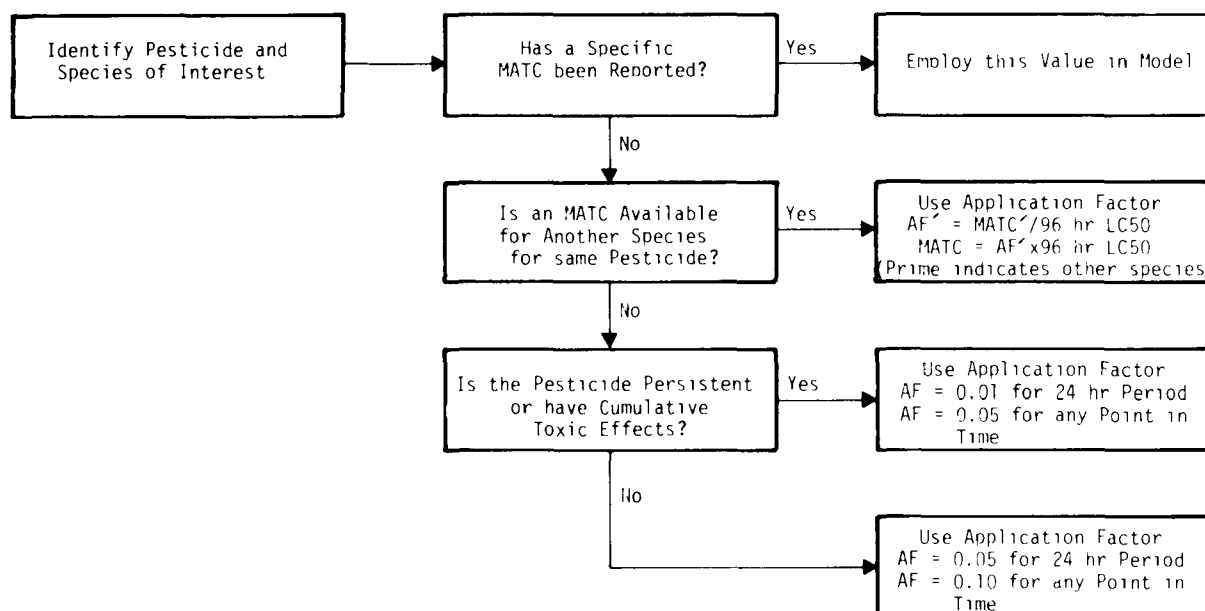 Identify Pesticide and
Species of Interest
Has a Specific
MATC been Reported?
Yes
Employ this Value in Model
No
Is an MATC Available
for Another Species
for same Pesticide?
Yes
Use Application Factor
AF´ = MATC´/96 hr LC50
MATC = AF´x96 hr LC50
(Prime indicates other species
No
Is the Pesticide Persistent
or have Cumulative
Toxic Effects?
Yes
Use Application Factor
AF = 0.01 for 24 hr Period
AF = 0.05 for any Point in
Time
No
Use Application Factor
AF = 0.05 for 24 hr Period
AF = 0.10 for any Point in
Time